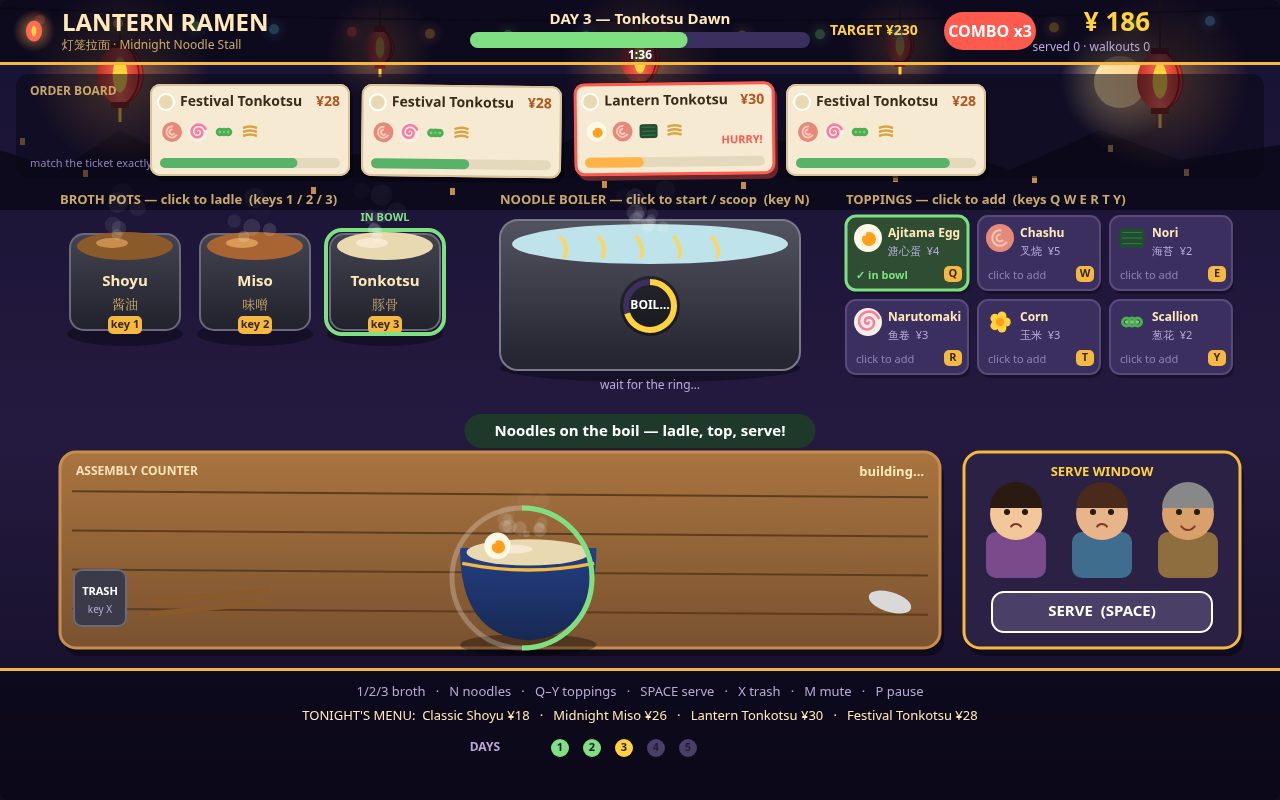 LANTERN RAMEN
灯笼拉面 · Midnight Noodle Stall
DAY 3 — Tonkotsu Dawn
1:36
TARGET ¥230
COMBO x3
¥ 186
served 0 · walkouts 0
ORDER BOARD
match the ticket exactly
Festival Tonkotsu ¥28
Festival Tonkotsu ¥28
Lantern Tonkotsu ¥30
HURRY!
Festival Tonkotsu ¥28
BROTH POTS — click to ladle (keys 1 / 2 / 3)
IN BOWL
Shoyu
酱油
key 1
Miso
味噌
key 2
Tonkotsu
豚骨
key 3
NOODLE BOILER — click to start / scoop (key N)
BOIL...
wait for the ring...
TOPPINGS — click to add (keys Q W E R T Y)
Ajitama Egg
溏心蛋 ¥4
✓ in bowl Q
Chashu
叉烧 ¥5
click to add W
Nori
海苔 ¥2
click to add E
Narutomaki
鱼卷 ¥3
click to add R
Corn
玉米 ¥3
click to add T
Scallion
葱花 ¥2
click to add Y
Noodles on the boil — ladle, top, serve!
ASSEMBLY COUNTER
building...
TRASH
key X
SERVE WINDOW
SERVE (SPACE)
1/2/3 broth · N noodles · Q–Y toppings · SPACE serve · X trash · M mute · P pause
TONIGHT'S MENU: Classic Shoyu ¥18 · Midnight Miso ¥26 · Lantern Tonkotsu ¥30 · Festival Tonkotsu ¥28
DAYS 1 2 3 4 5